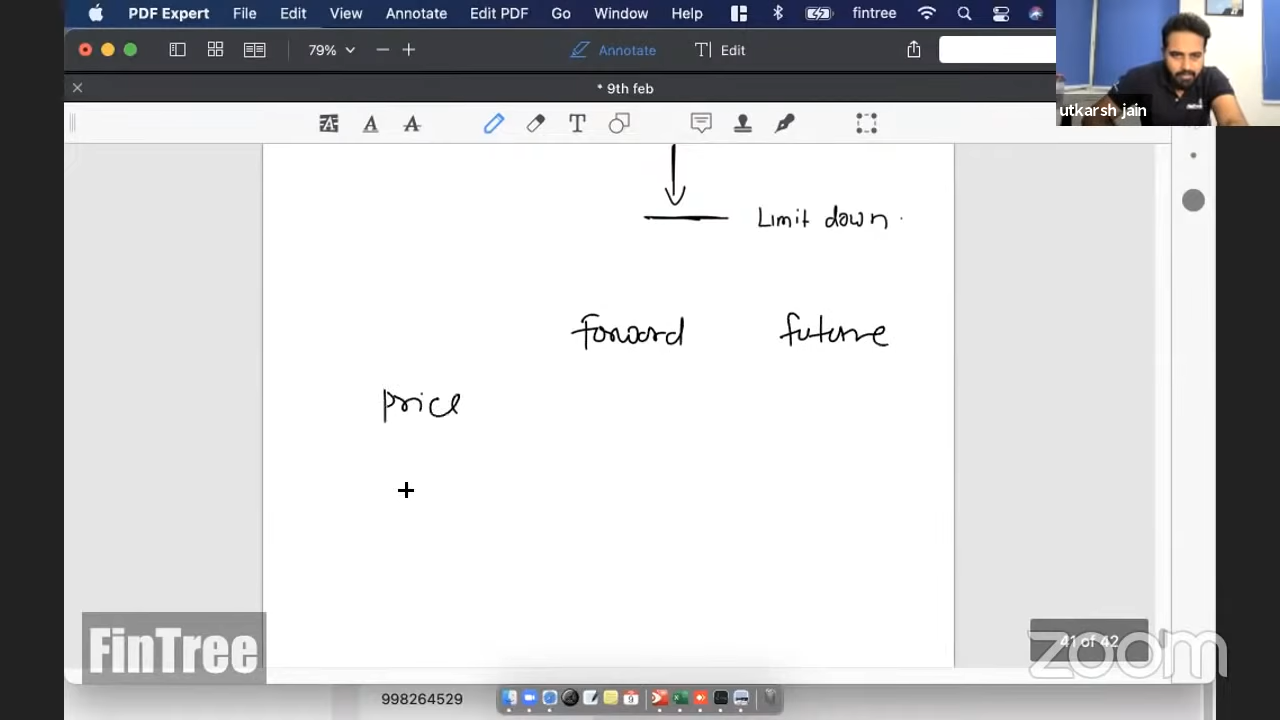 PDF Expert File Edit View Annotate Edit PDF Go Window Help fintree
79% Annotate Edit
* 9th feb
utkarsh jain
Limit down
forward future
price
FinTree
41 of 42
zoom
998264529